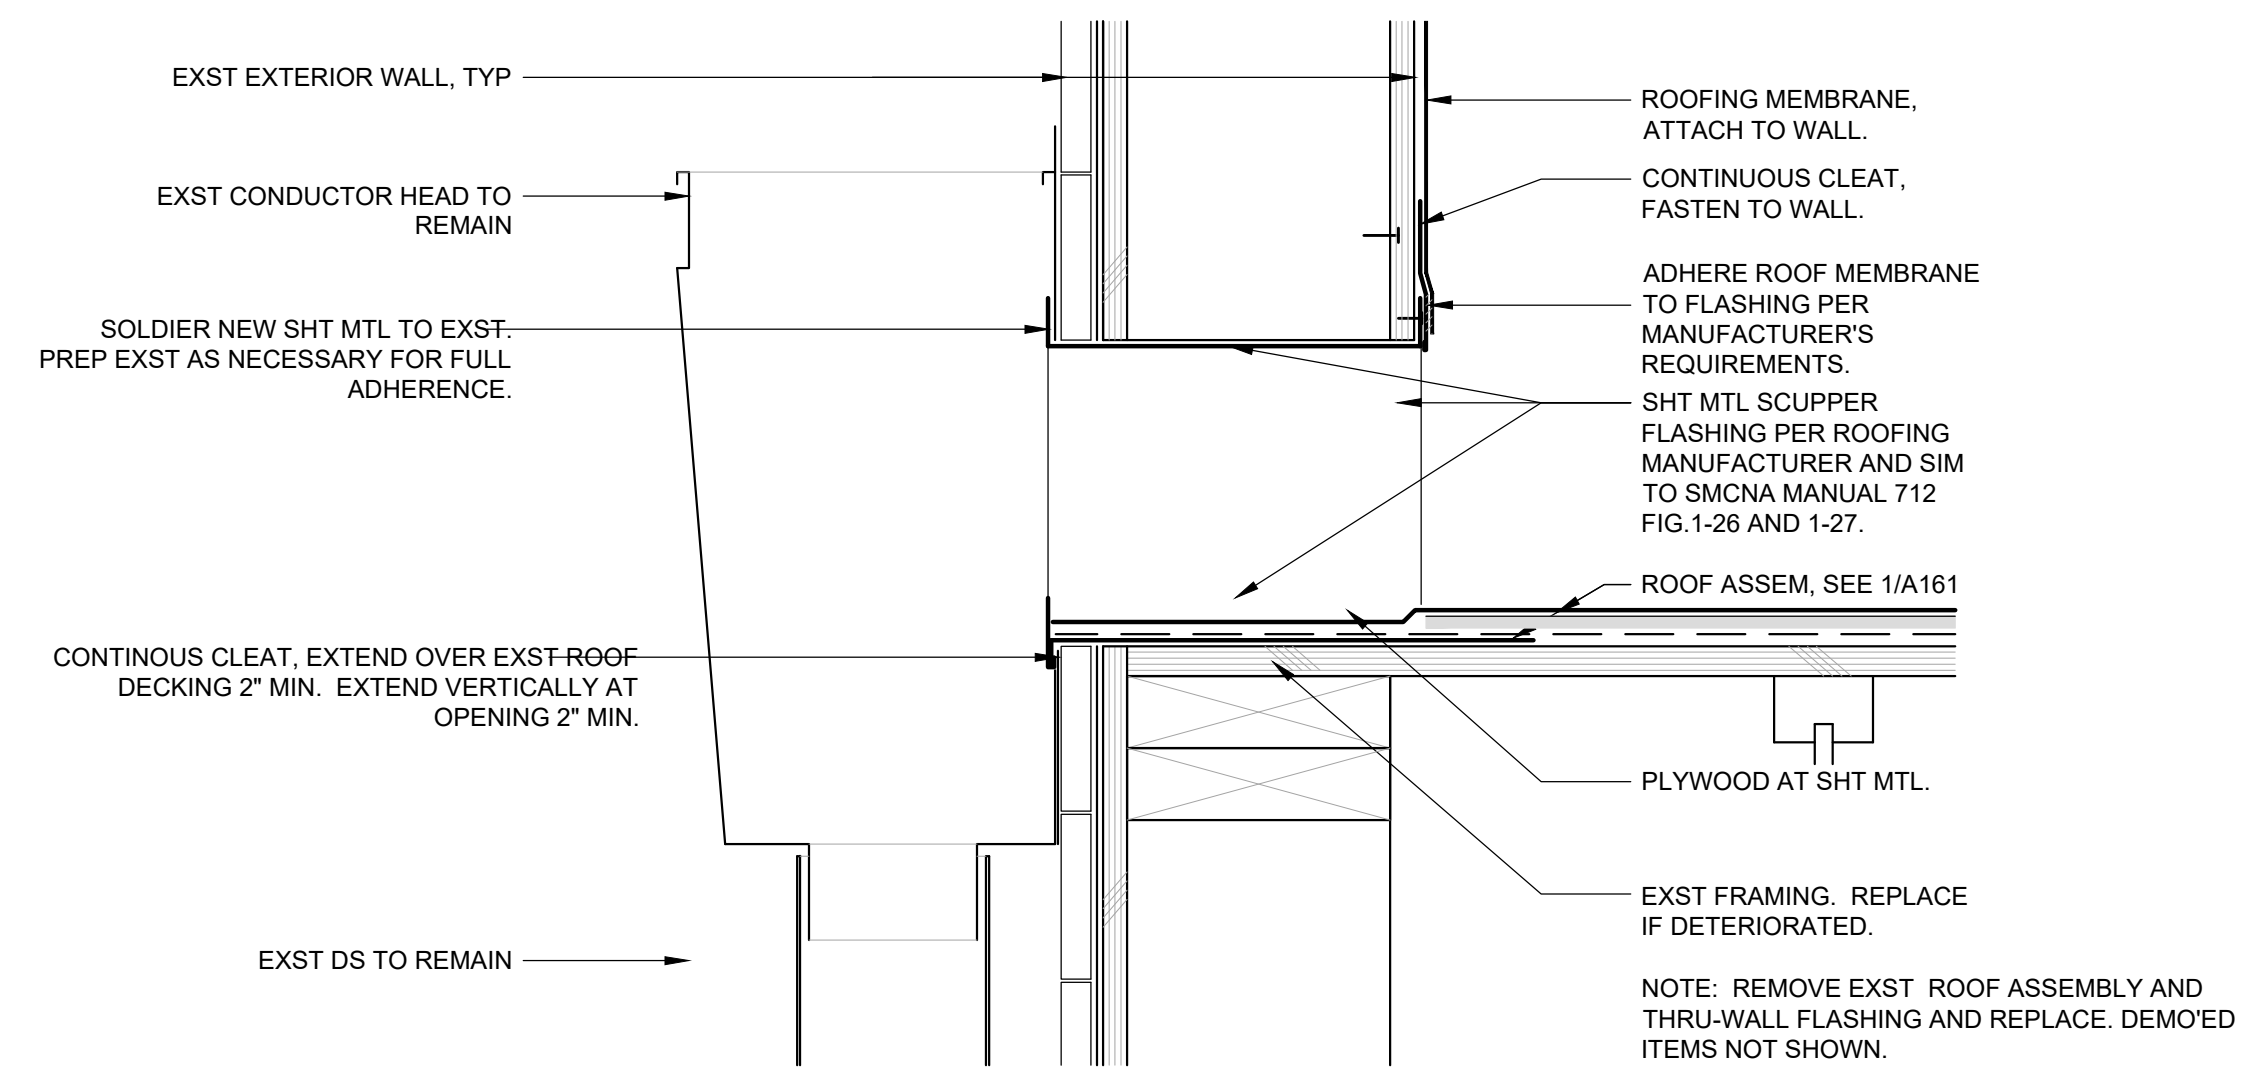 EXST EXTERIOR WALL, TYP
EXST CONDUCTOR HEAD TO
REMAIN
SOLDIER NEW SHT MTL TO EXST.
PREP EXST AS NECESSARY FOR FULL
ADHERENCE.
CONTINOUS CLEAT, EXTEND OVER EXST ROOF
DECKING 2" MIN.  EXTEND VERTICALLY AT
OPENING 2" MIN.
EXST DS TO REMAIN
ROOFING MEMBRANE,
ATTACH TO WALL.
CONTINUOUS CLEAT,
FASTEN TO WALL.
ADHERE ROOF MEMBRANE
TO FLASHING PER
MANUFACTURER'S
REQUIREMENTS.
SHT MTL SCUPPER
FLASHING PER ROOFING
MANUFACTURER AND SIM
TO SMCNA MANUAL 712
FIG.1-26 AND 1-27.
ROOF ASSEM, SEE 1/A161
PLYWOOD AT SHT MTL.
EXST FRAMING.  REPLACE
IF DETERIORATED.
NOTE:  REMOVE EXST  ROOF ASSEMBLY AND
THRU-WALL FLASHING AND REPLACE. DEMO'ED
ITEMS NOT SHOWN.